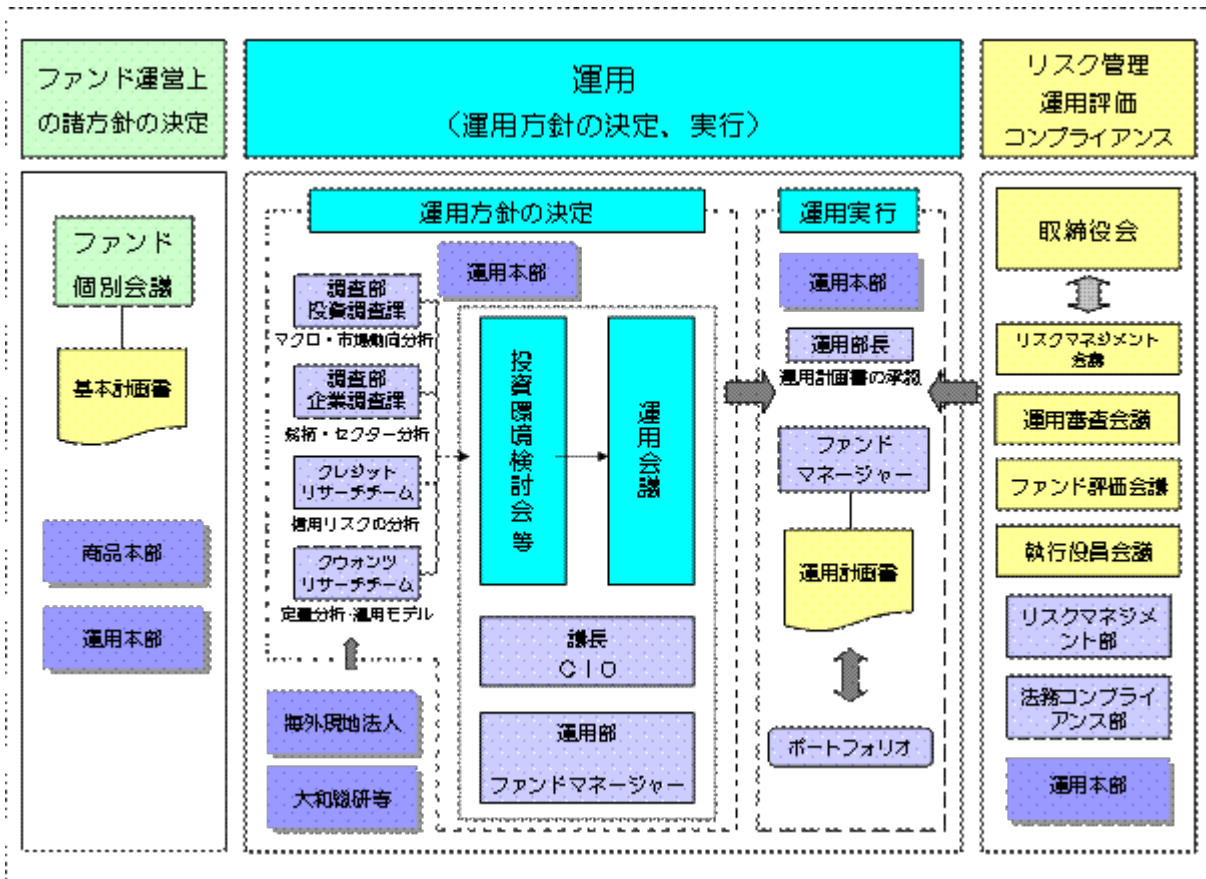 ファンド運営上
の諸方針の決定
運用
（運用方針の決定、実行）
リスク管理
運用評価
コンプライアンス
ファンド
個別会議
基本計画書
商品本部
運用本部
運用方針の決定
運用本部
調査部
投資調査課
マクロ・市場動向分析
調査部
企業調査課
銘柄・セクター分析
クレジット
リサーチチーム
信用リスクの分析
クウォンツ
リサーチチーム
定量分析・運用モデル
海外現地法人
大和総研等
投資環境検討会等
運用会議
議長
ＣＩＯ
運用部
ファンドマネージャー
運用実行
運用本部
運用部長
運用計画書の承認
ファンド
マネージャー
運用計画書
ポートフォリオ
取締役会
リスクマネジメント
会議
運用審査会議
ファンド評価会議
執行役員会議
リスクマネジメ
ント部
法務コンプライ
アンス部
運用本部